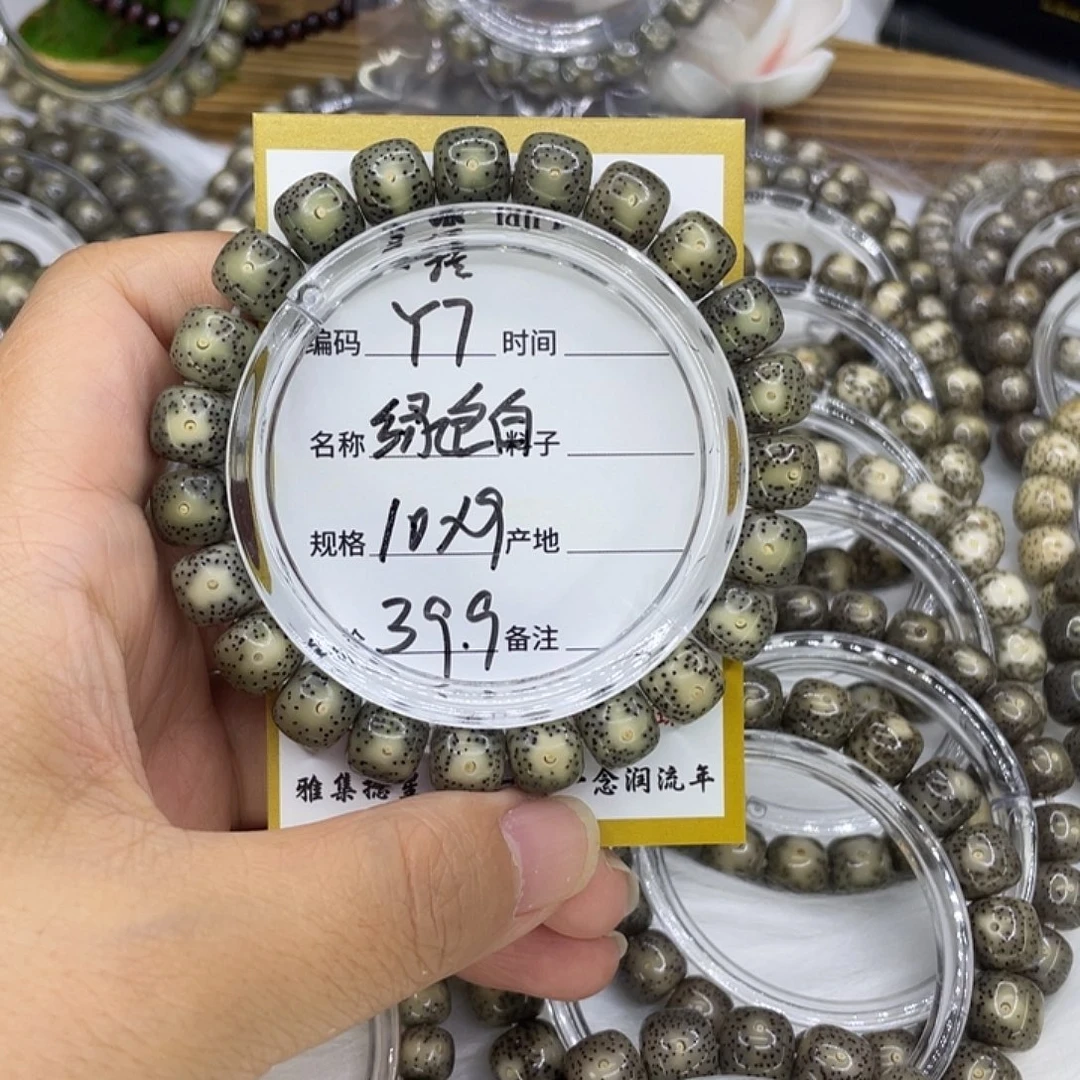 编码 Y7 时间
名称 绿色白 料子
规格 10X9 产地
39.9 备注
雅集 念润流年